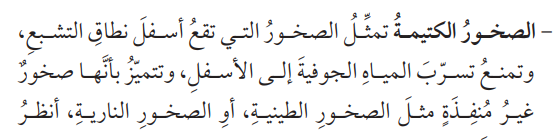 – الصخورُ الكتيمةُ تمثِّلُ الصخورُ التي تقعُ أسفلَ نطاقِ التشبعِ،
وتمنعُ تسرّبَ المياهِ الجوفيةِ إلى الأسفلِ، وتتميّزُ بأنَّها صخورٌ
غيرُ مُنفِذَةٍ مثلَ الصخورِ الطينيةِ، أوِ الصخورِ الناريةِ، أنظرُ